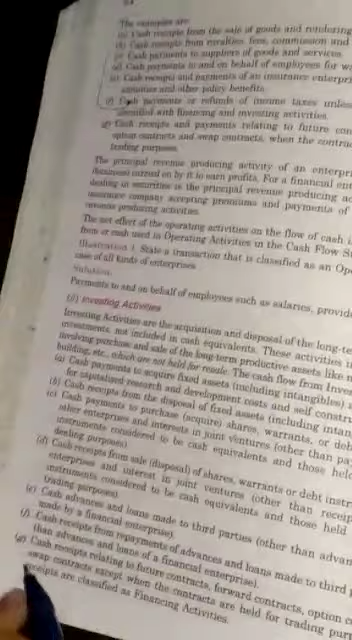 The examples are:
(a) Cash receipts from the sale of goods and rendering
(b) Cash receipts from royalties, fees, commission and
(c) Cash payments to suppliers of goods and services.
(d) Cash payments to and on behalf of employees for
(e) Cash receipts and payments of an insurance enterpri
annuities and other policy benefits.
(f) Cash payments or refunds of income taxes unles
identified with financing and investing activities.
(g) Cash receipts and payments relating to future con
option contracts and swap contracts, when the contrac
trading purposes.
The principal revenue producing activity of an enterpr
(business) carried on by it to earn profits. For a financial ent
dealing in securities is the principal revenue producing ac
insurance company accepting premiums and payments of
revenue producing activities.
The net effect of the operating activities on the flow of cash i
from or cash used in Operating Activities in the Cash Flow S
Illustration 1. State a transaction that is classified as an Ope
case of all kinds of enterprises.
Solution:
Payments to and on behalf of employees such as salaries, provid
(ii) Investing Activities
Investing Activities are the acquisition and disposal of the long-te
investments, not included in cash equivalents. These activities i
involving purchase and sale of the long-term productive assets like
building, etc., which are not held for resale. The cash flow from Inves
(a) Cash payments to acquire fixed assets (including intangibles)
for capitalised research and development costs and self constru
(b) Cash receipts from the disposal of fixed assets (including intan
(c) Cash payments to purchase (acquire) shares, warrants, or deb
other enterprises and interests in joint ventures (other than pa
instruments considered to be cash equivalents and those held
dealing purposes)
(d) Cash receipts from sale (disposal) of shares, warrants or debt instr
enterprises and interest in joint ventures (other than receip
instruments considered to be cash equivalents and those held
trading purposes).
(e) Cash advances and loans made to third parties (other than advan
made by a financial enterprise).
(f) Cash receipts from repayments of advances and loans made to third
than advances and loans of a financial enterprise).
(g) Cash receipts relating to future contracts, forward contracts, option c
swap contracts except when the contracts are held for trading pur
receipts are classified as Financing Activities.